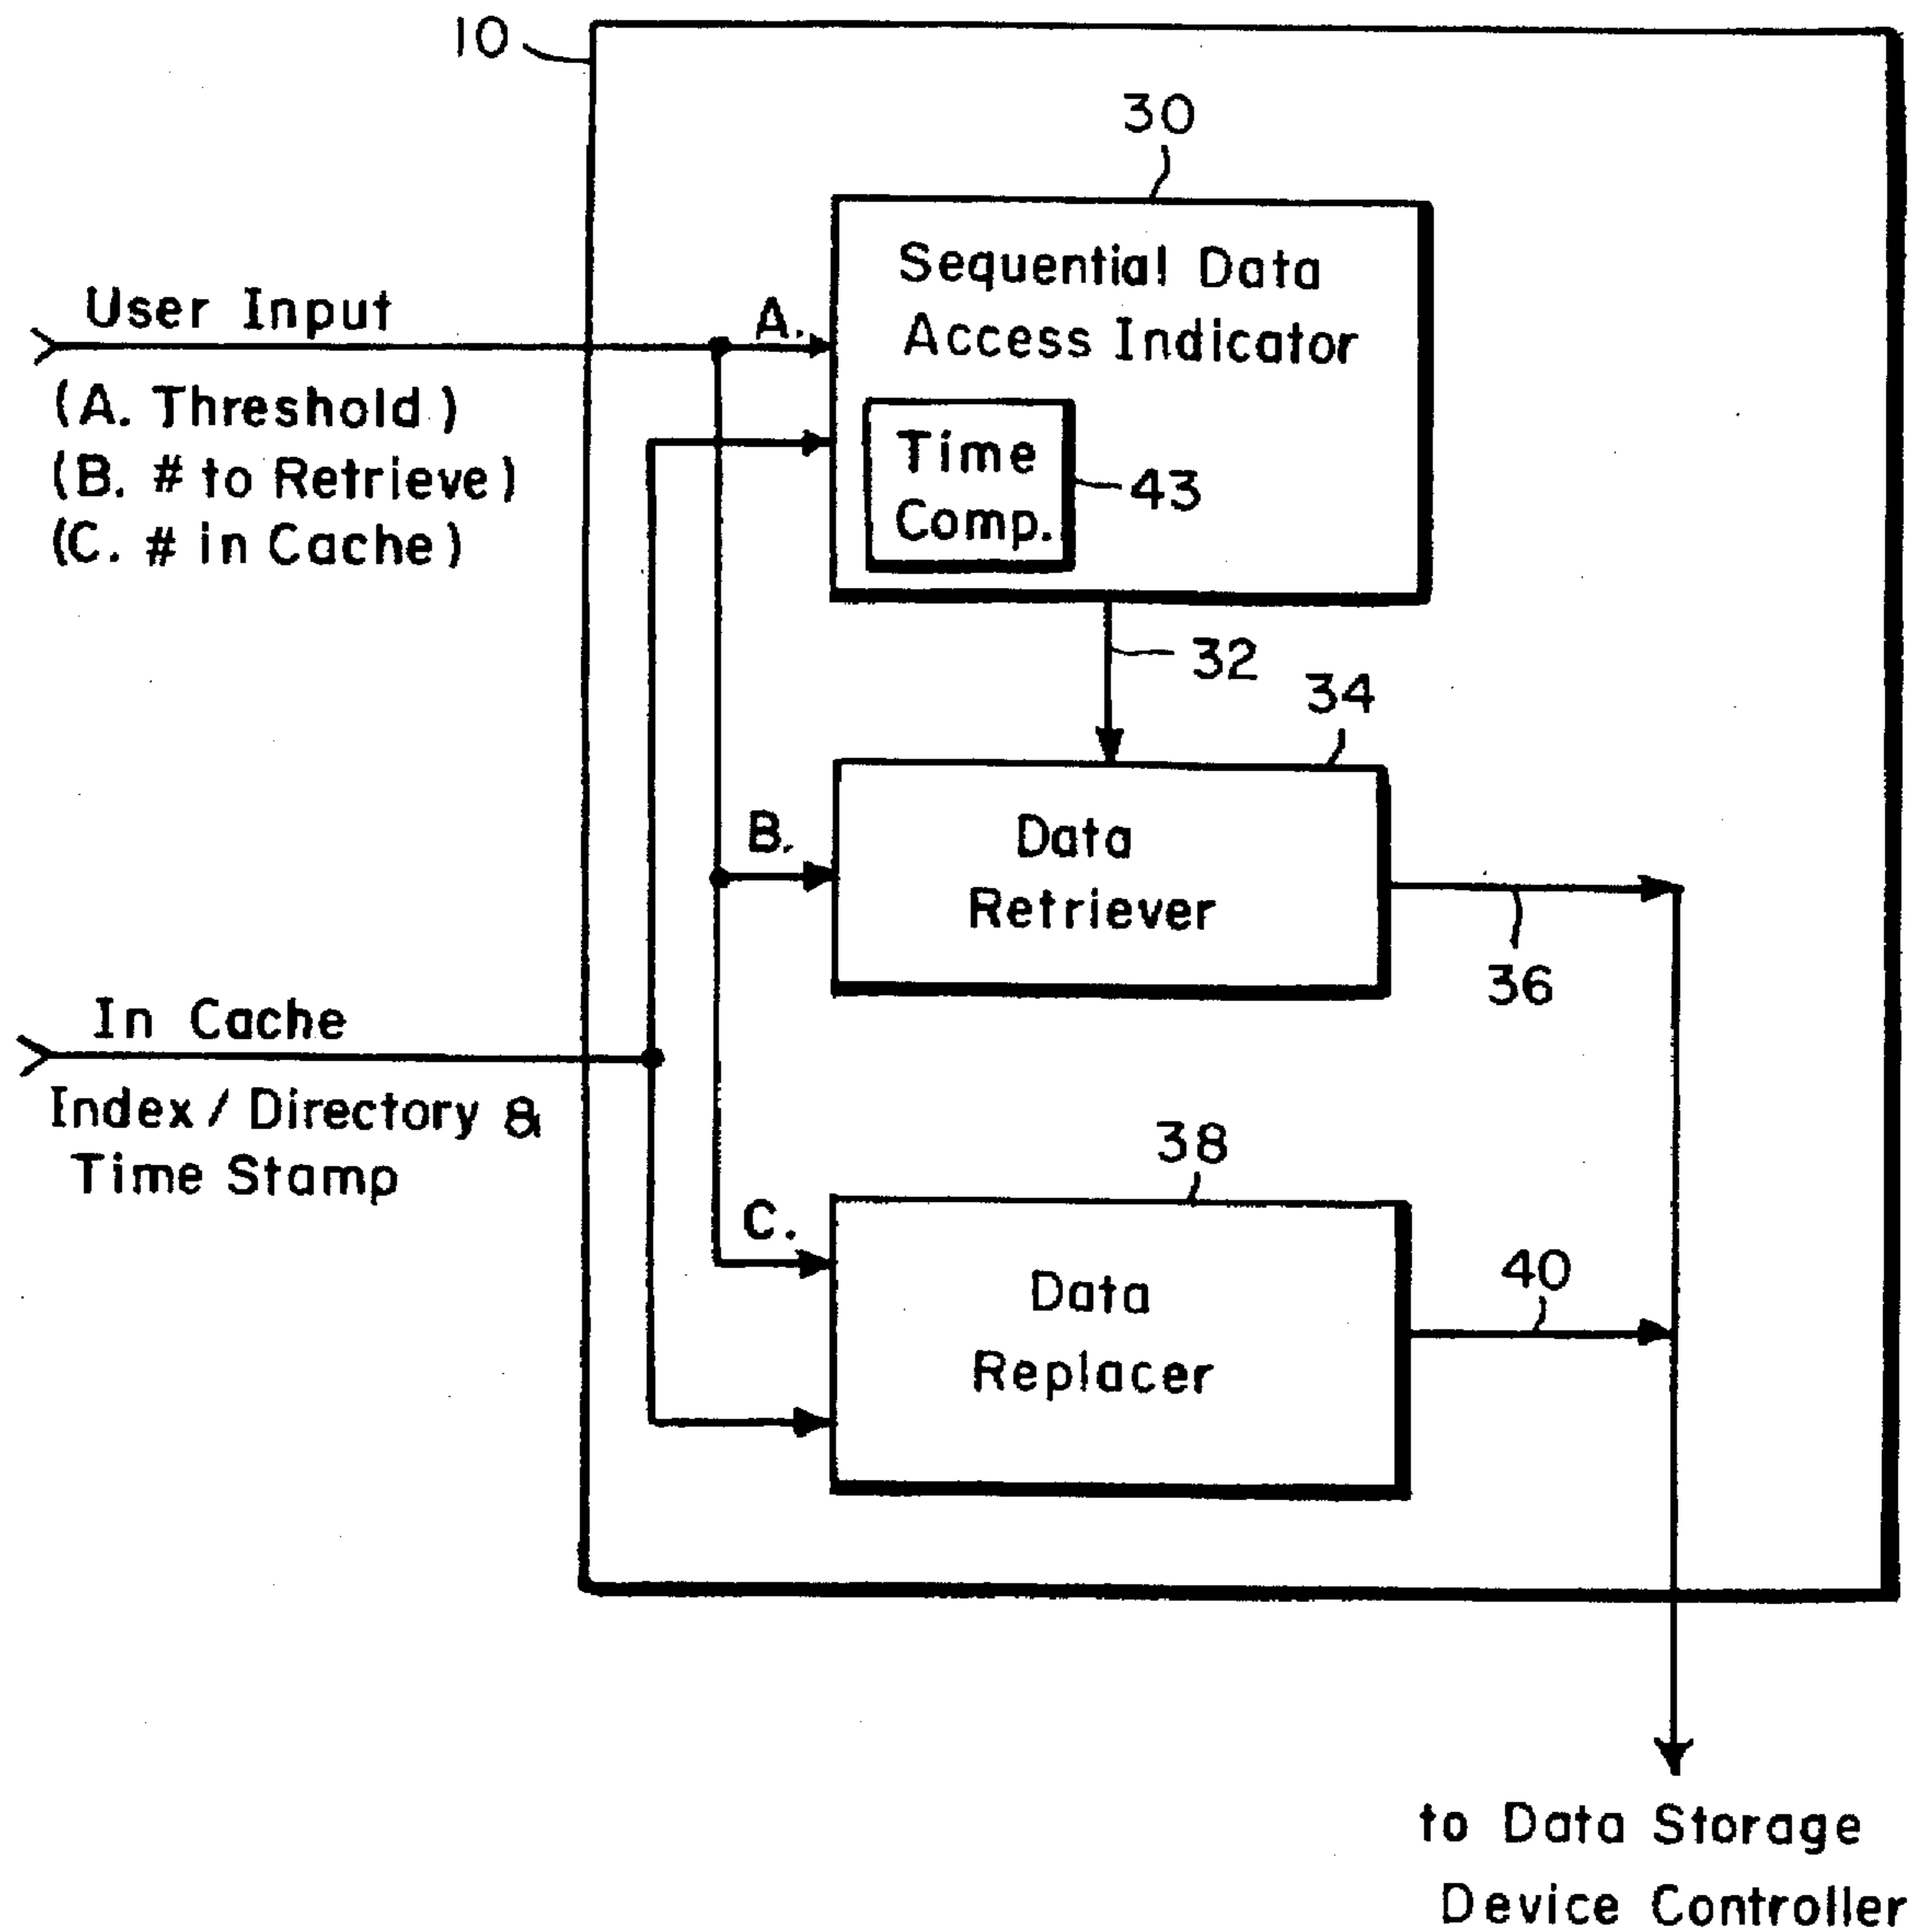 10
30
Sequential Data
Access Indicator
User Input
A.
(A. Threshold)
(B. # to Retrieve)
(C. # in Cache)
Time
Comp.
43
32
34
B.
Data
Retriever
36
In Cache
Index / Directory &
Time Stamp
38
C.
Data
Replacer
40
to Data Storage
Device Controller